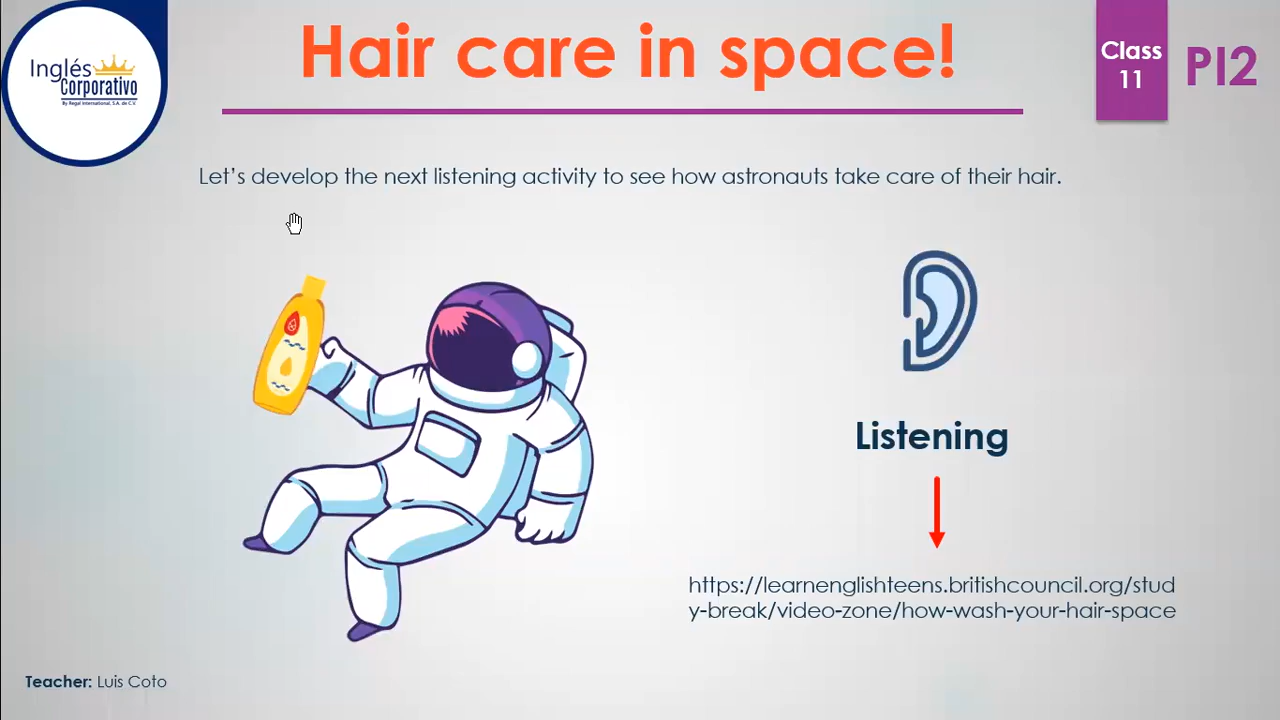 Inglés
Corporativo
By Regal International, S.A. de C.V.
Hair care in space!
Class
11
PI2
Let's develop the next listening activity to see how astronauts take care of their hair.
Listening
https://learnenglishteens.britishcouncil.org/stud
y-break/video-zone/how-wash-your-hair-space
Teacher: Luis Coto